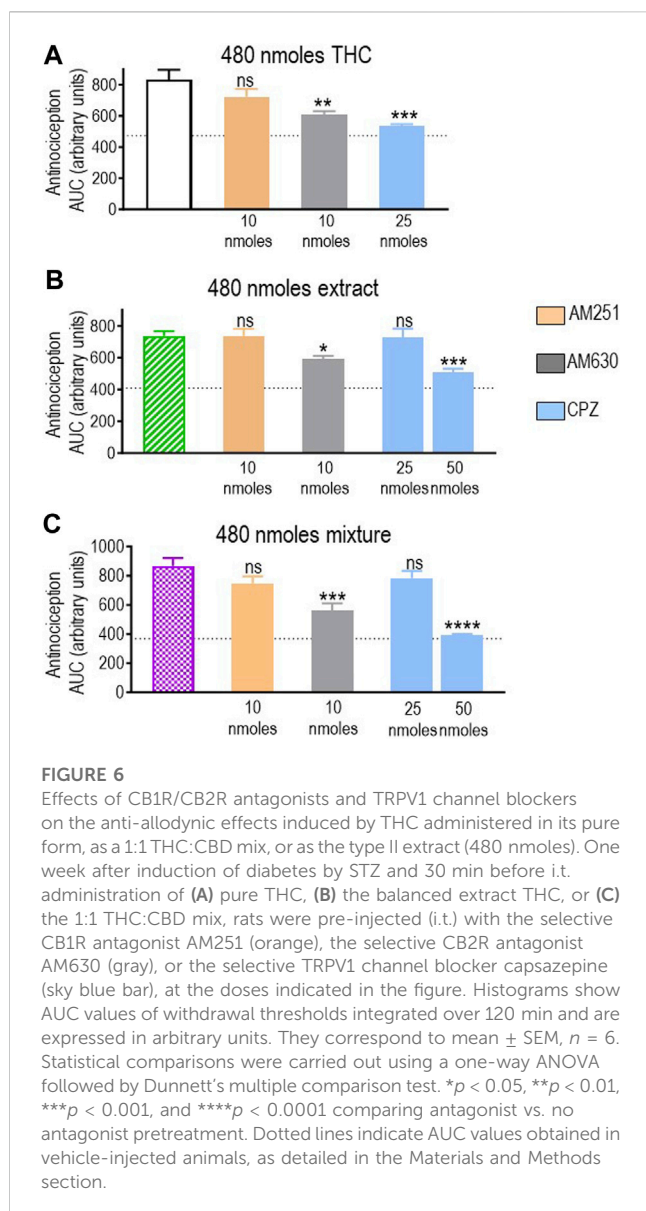 A
480 nmoles THC
Antinociception
AUC (arbitrary units)
800
600
400
200
0
ns
**
***
10
nmoles
10
nmoles
25
nmoles
B
480 nmoles extract
Antinociception
AUC (arbitrary units)
800
600
400
200
0
ns
*
ns
***
10
nmoles
10
nmoles
25
nmoles
50
nmoles
AM251
AM630
CPZ
C
480 nmoles mixture
Antinociception
AUC (arbitrary units)
1000
800
600
400
200
0
ns
***
ns
****
10
nmoles
10
nmoles
25
nmoles
50
nmoles
FIGURE 6
Effects of CB1R/CB2R antagonists and TRPV1 channel blockers
on the anti-allodynic effects induced by THC administered in its pure
form, as a 1:1 THC:CBD mix, or as the type II extract (480 nmoles). One
week after induction of diabetes by STZ and 30 min before i.t.
administration of (A) pure THC, (B) the balanced extract THC, or (C)
the 1:1 THC:CBD mix, rats were pre-injected (i.t.) with the selective
CB1R antagonist AM251 (orange), the selective CB2R antagonist
AM630 (gray), or the selective TRPV1 channel blocker capsazepine
(sky blue bar), at the doses indicated in the figure. Histograms show
AUC values of withdrawal thresholds integrated over 120 min and are
expressed in arbitrary units. They correspond to mean ± SEM, n = 6.
Statistical comparisons were carried out using a one-way ANOVA
followed by Dunnett's multiple comparison test. *p < 0.05, **p < 0.01,
***p < 0.001, and ****p < 0.0001 comparing antagonist vs. no
antagonist pretreatment. Dotted lines indicate AUC values obtained in
vehicle-injected animals, as detailed in the Materials and Methods
section.